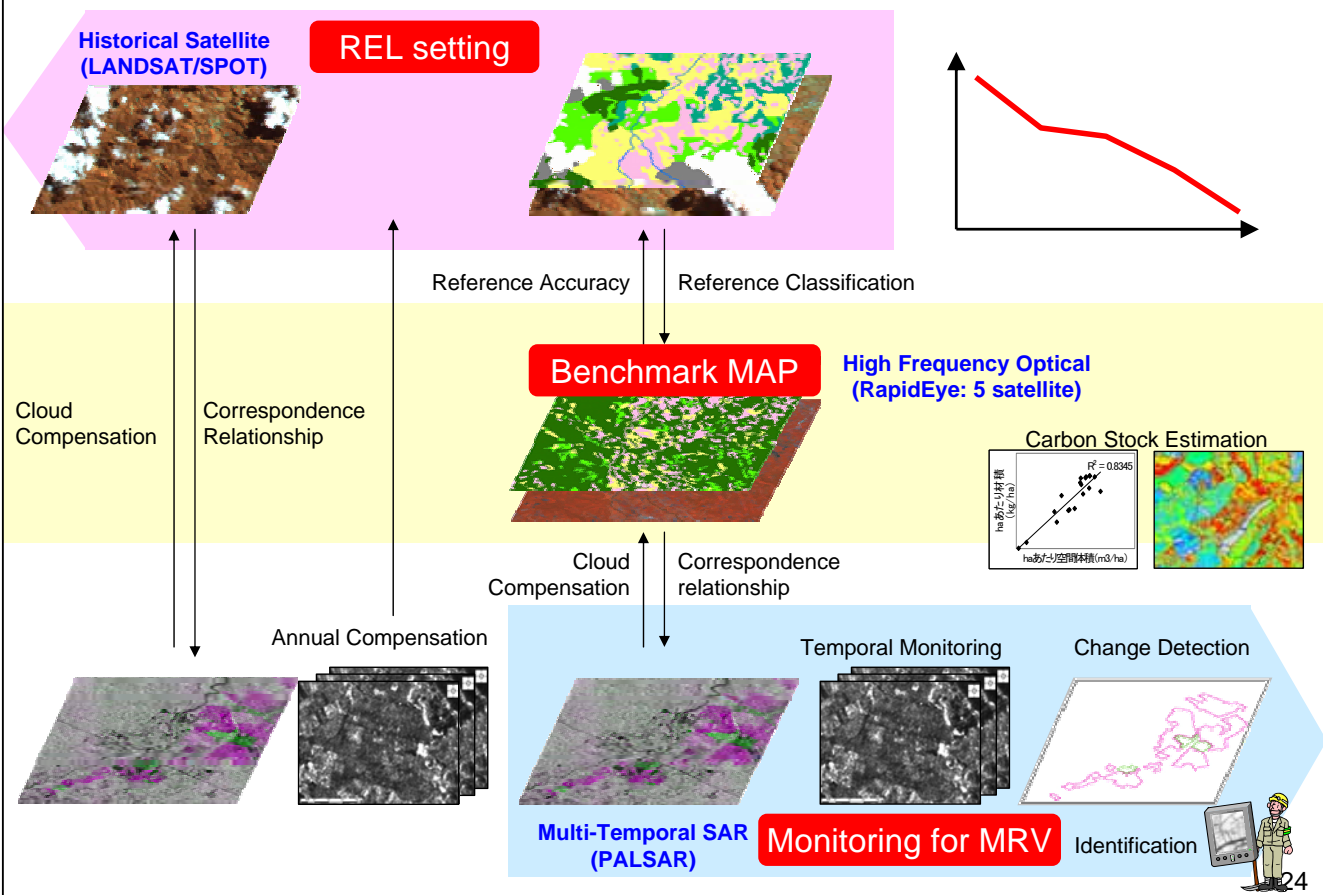 Historical Satellite
(LANDSAT/SPOT)
REL setting
Reference Accuracy
Reference Classification
Benchmark MAP
High Frequency Optical
(RapidEye: 5 satellite)
Cloud
Compensation
Correspondence
Relationship
Carbon Stock Estimation
R² = 0.8345
haあたり材積
(kg/ha)
haあたり空間体積(m3/ha)
Cloud
Compensation
Correspondence
relationship
Annual Compensation
Temporal Monitoring
Change Detection
Multi-Temporal SAR
(PALSAR)
Monitoring for MRV
Identification
24